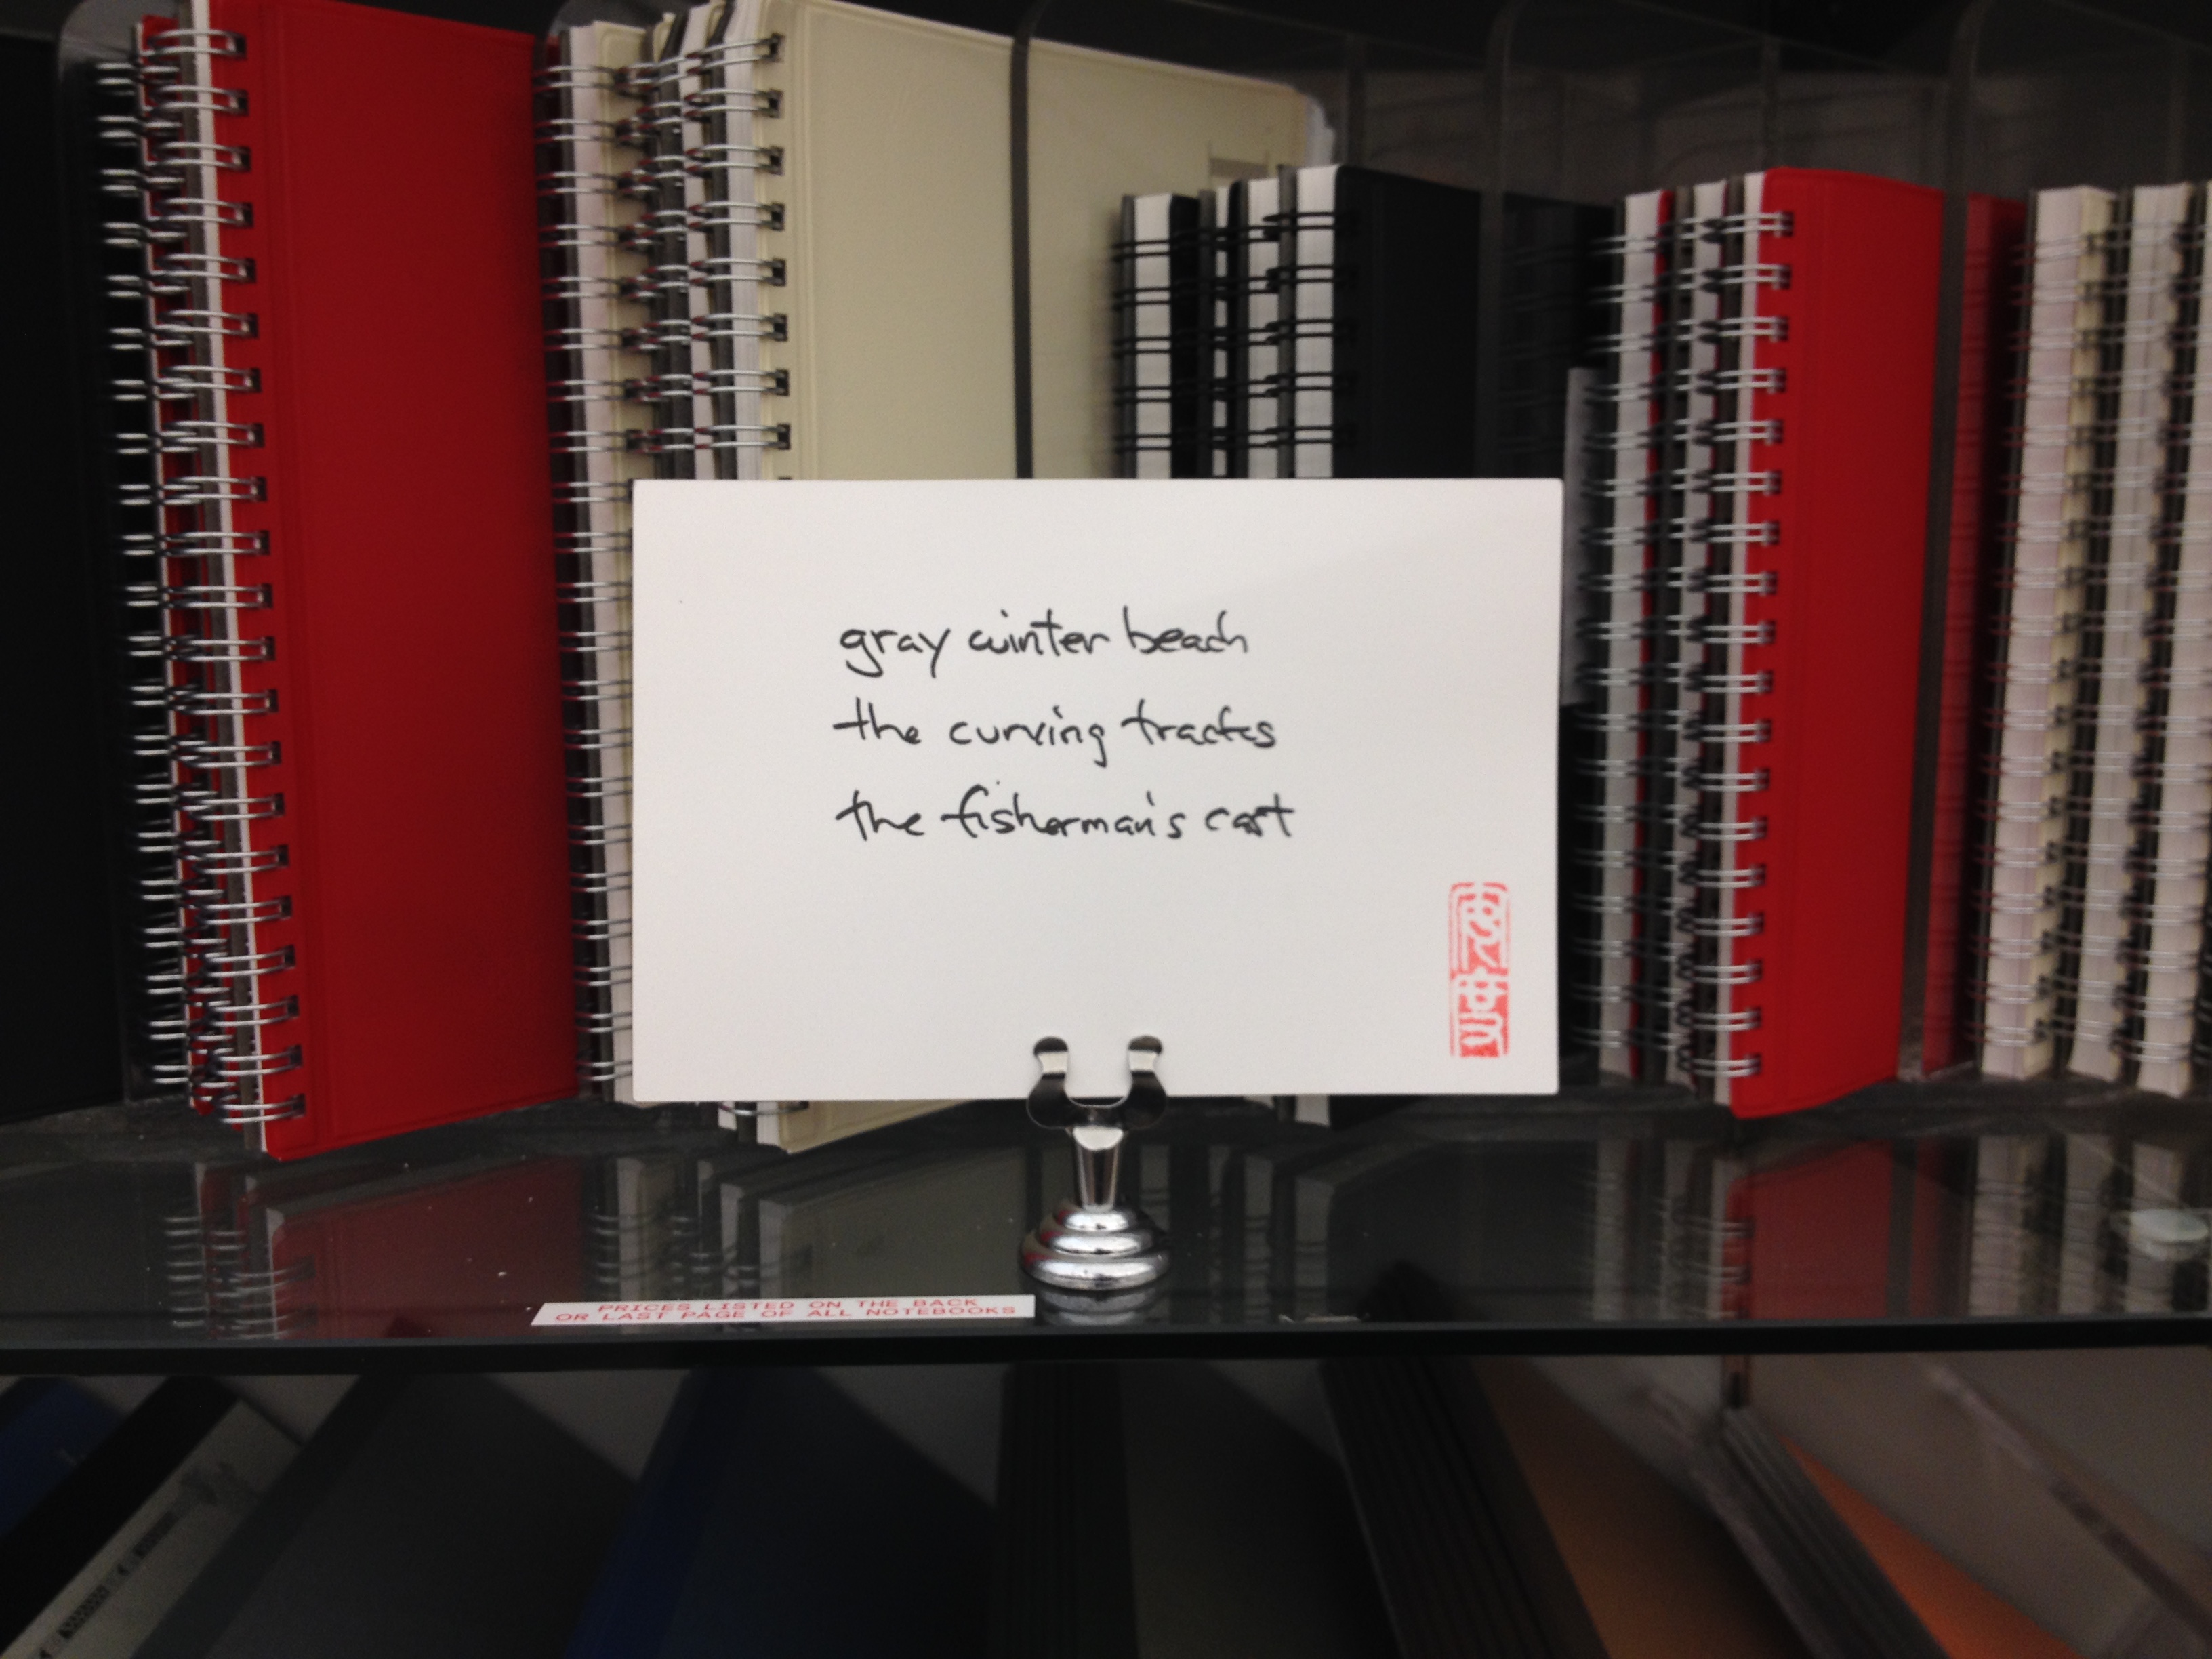 gray winter beach
the curving tracks
the fisherman's cart
PRICES LISTED ON THE BACK
OR LAST PAGE OF ALL NOTEBOOKS